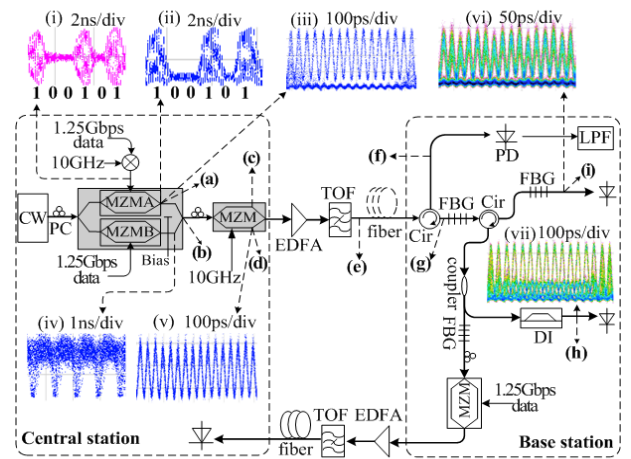 (i) 2ns/div
(ii) 2ns/div
(iii) 100ps/div
(vi) 50ps/div
1 0 0 1 0 1
1 0 0 1 0 1
1.25Gbps
data
10GHz
(a)
(c)
(f)
PD
LPF
CW
PC
MZMA
MZMB
MZM
Bias
(b)
(d)
1.25Gbps
data
10GHz
EDFA
TOF
fiber
(e)
Cir
FBG
Cir
FBG
(i)
(g)
(vii) 100ps/div
coupler
FBG
DI
(h)
(iv) 1ns/div
(v) 100ps/div
MZM
1.25Gbps
data
Central station
fiber
TOF
EDFA
Base station